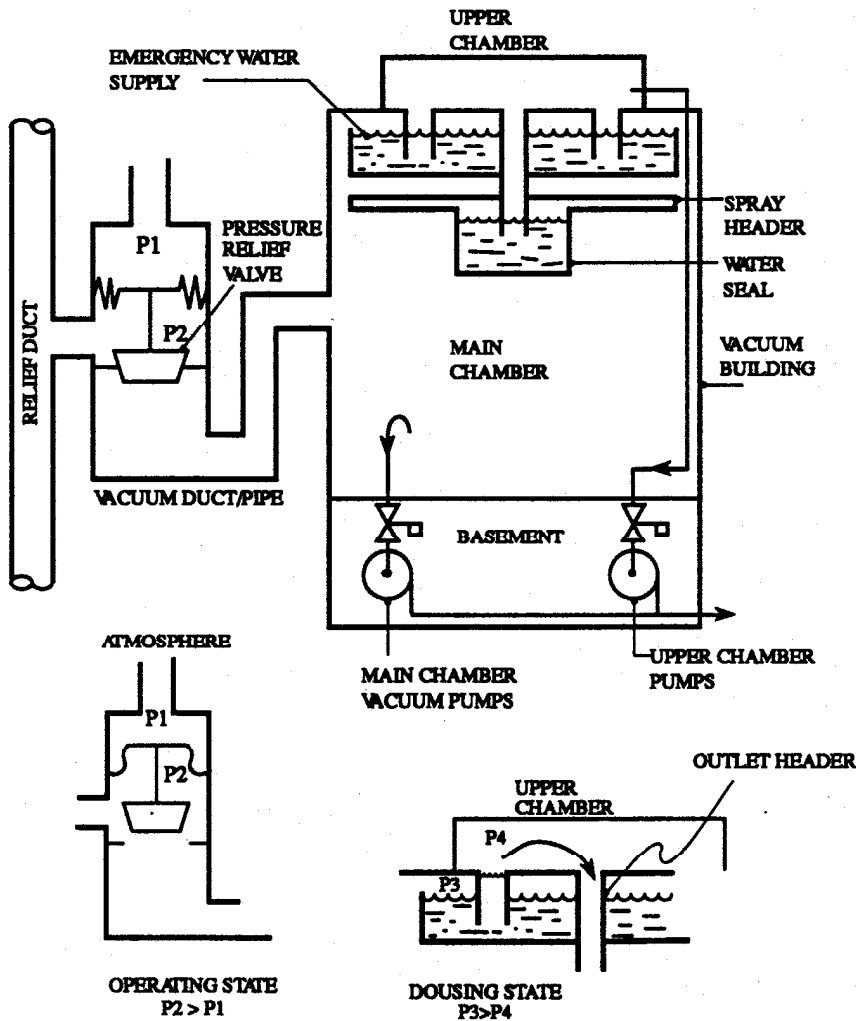 UPPER
CHAMBER
EMERGENCY WATER
SUPPLY
P1
PRESSURE
RELIEF
VALVE
SPRAY
HEADER
WATER
SEAL
P2
RELIEF DUCT
MAIN
CHAMBER
VACUUM
BUILDING
VACUUM DUCT/PIPE
BASEMENT
ATMOSPHERE
MAIN CHAMBER
VACUUM PUMPS
UPPER CHAMBER
PUMPS
P1
P2
OUTLET HEADER
UPPER
CHAMBER
P4
P3
OPERATING STATE
P2 > P1
DOUSING STATE
P3>P4